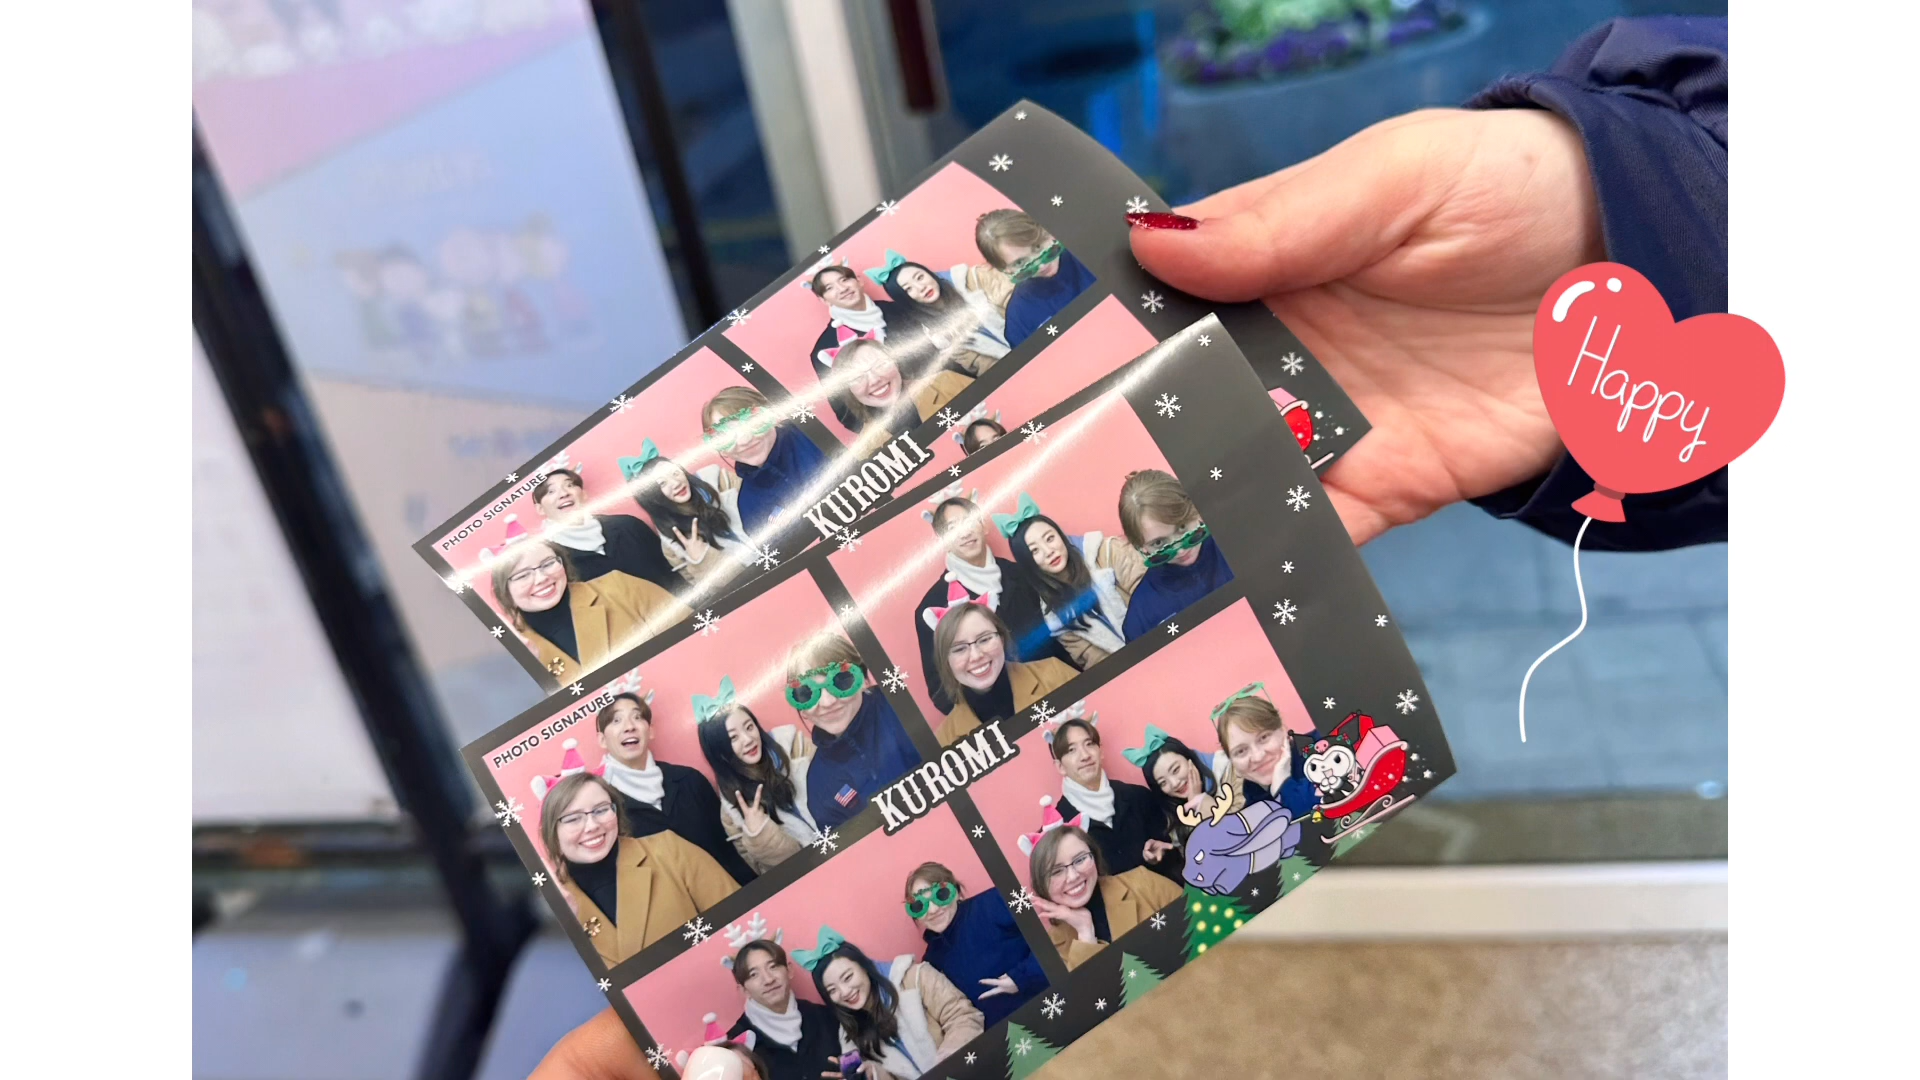 PHOTO SIGNATURE
KUROMI
PHOTO SIGNATURE
KUROMI
Happy